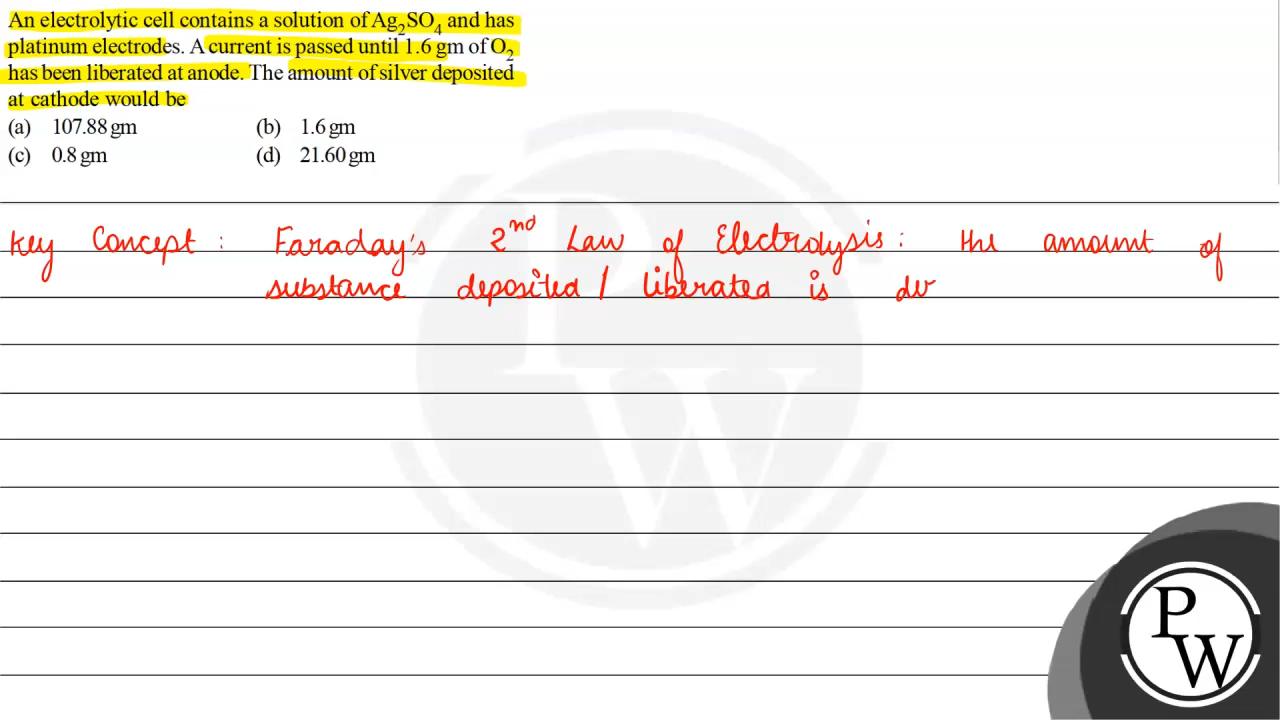 An electrolytic cell contains a solution of Ag2SO4 and has
platinum electrodes. A current is passed until 1.6 gm of O2
has been liberated at anode. The amount of silver deposited
at cathode would be
(a) 107.88 gm (b) 1.6 gm
(c) 0.8 gm (d) 21.60 gm
Key Concept : Faraday's 2nd Law of Electrolysis : the amount of
substance deposited / liberated is dir
P
W
P
W